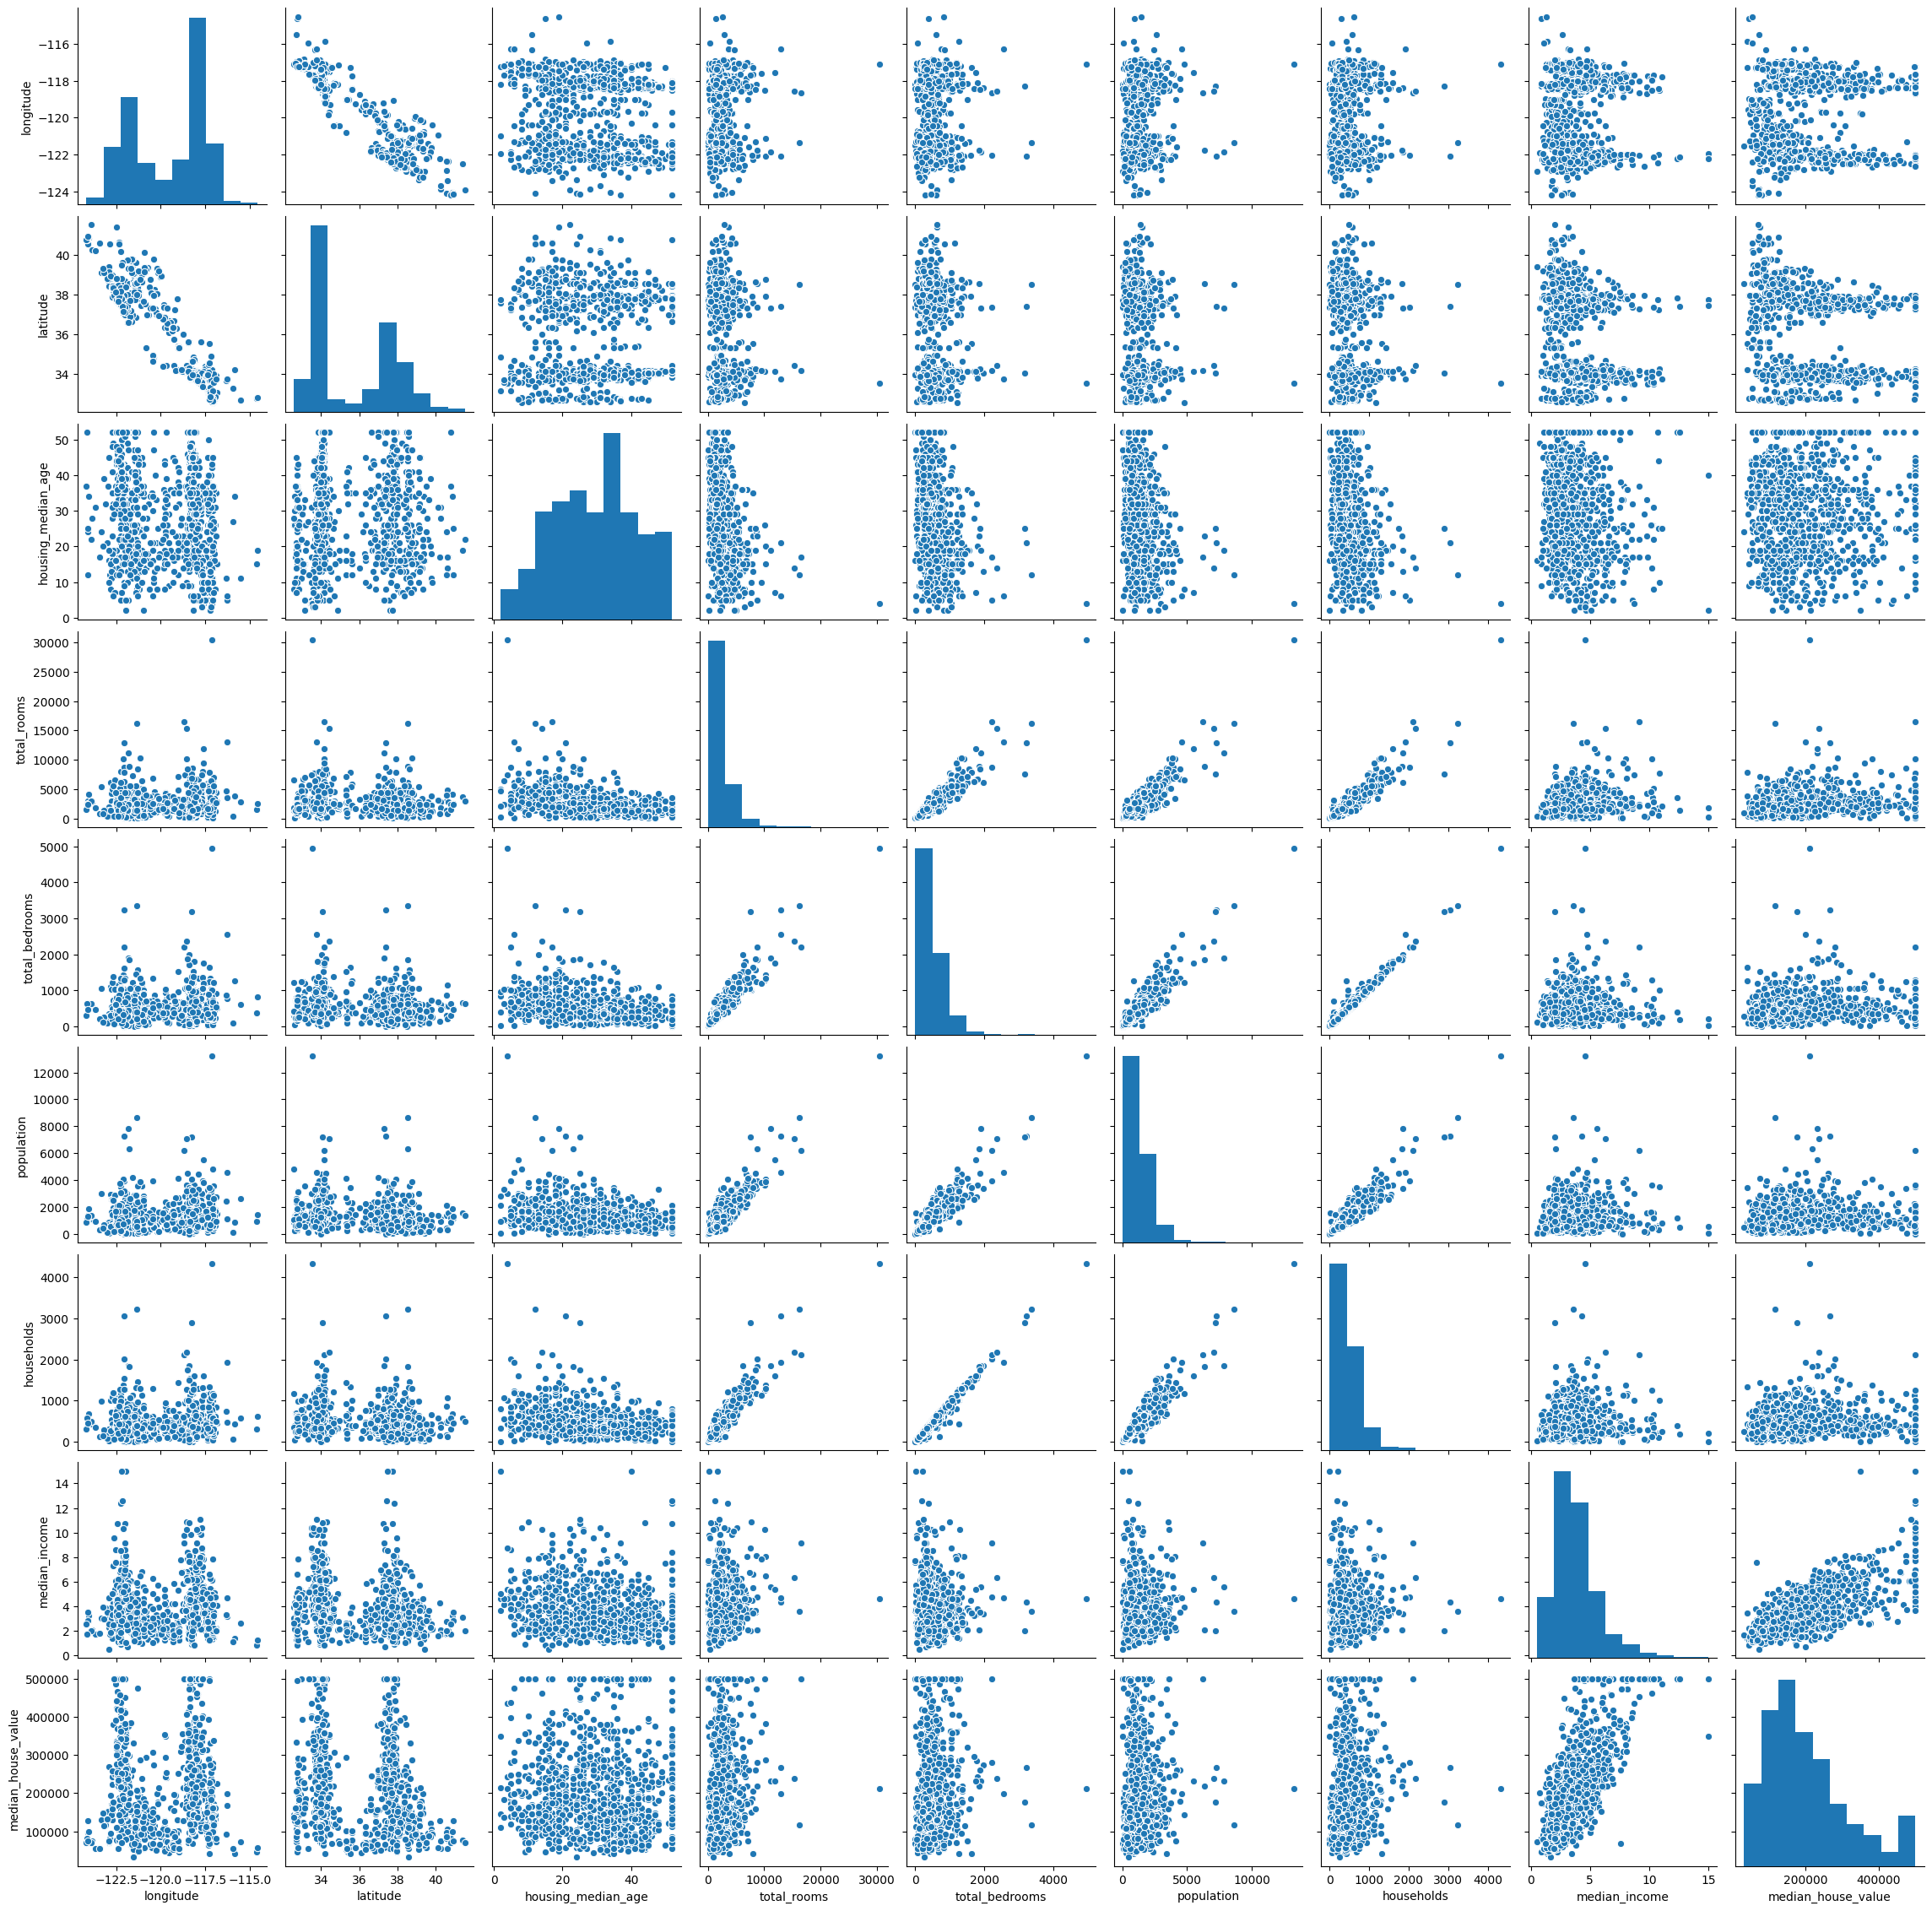 longitude
−116
−118
−120
−122
−124
latitude
40
38
36
34
housing_median_age
50
40
30
20
10
0
total_rooms
30000
25000
20000
15000
10000
5000
0
total_bedrooms
5000
4000
3000
2000
1000
0
population
12000
10000
8000
6000
4000
2000
0
households
4000
3000
2000
1000
0
median_income
14
12
10
8
6
4
2
0
median_house_value
500000
400000
300000
200000
100000
−122.5 −120.0 −117.5 −115.0
longitude
34 36 38 40
latitude
0 20 40
housing_median_age
0 10000 20000 30000
total_rooms
0 2000 4000
total_bedrooms
0 5000 10000
population
0 1000 2000 3000 4000
households
0 5 10 15
median_income
200000 400000
median_house_value